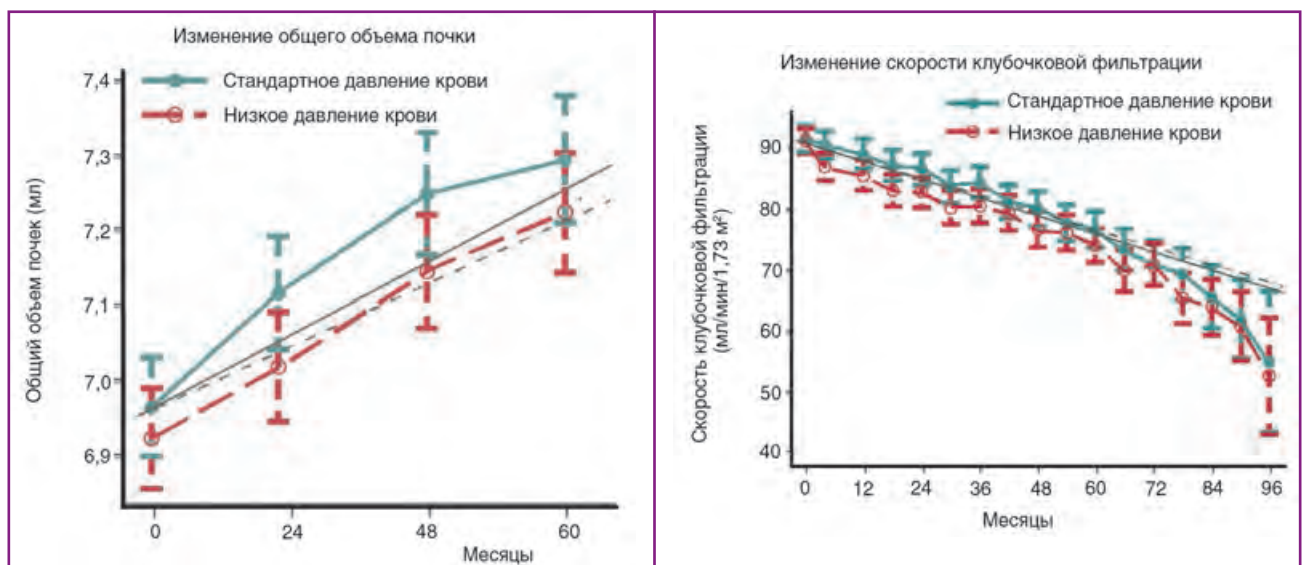 Изменение общего объема почки
Общий объем почек (мл)
7,4
7,3
7,2
7,1
7,0
6,9
Стандартное давление крови
Низкое давление крови
0
24
48
60
Месяцы
Изменение скорости клубочковой фильтрации
Скорость клубочковой фильтрации
(мл/мин/1,73 м²)
90
80
70
60
50
40
Стандартное давление крови
Низкое давление крови
0
12
24
36
48
60
72
84
96
Месяцы